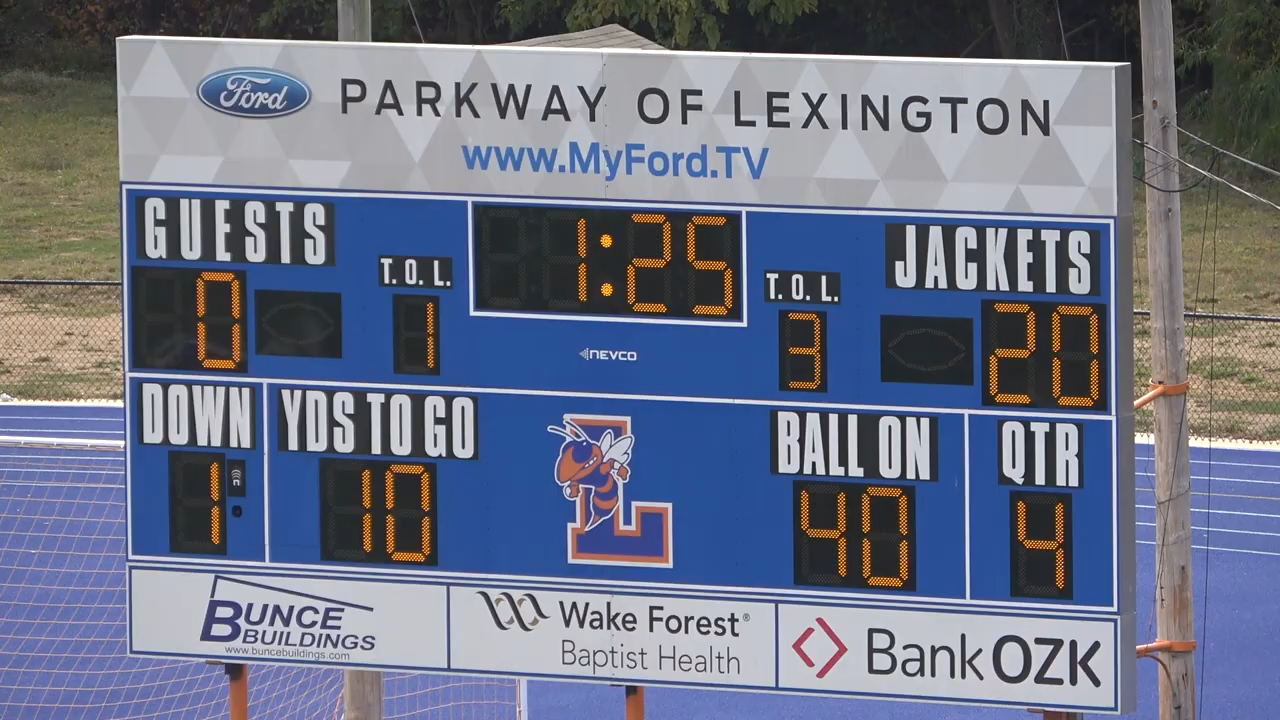 Ford PARKWAY OF LEXINGTON
www.MyFord.TV
GUESTS
T.O.L.
1:25
T.O.L.
JACKETS
0
1
3
20
NEVCO
DOWN
YDS TO GO
BALL ON
QTR
1
10
L
40
4
BUNCE
BUILDINGS
www.buncebuildings.com
Wake Forest®
Baptist Health
Bank OZK